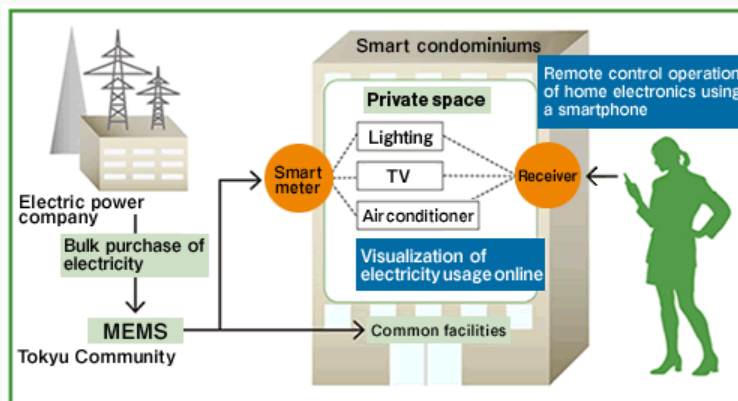 Smart condominiums
Remote control operation
of home electronics using
a smartphone
Private space
Lighting
Smart
meter
TV
Receiver
Air conditioner
Electric power
company
Bulk purchase of
electricity
Visualization of
electricity usage online
MEMS
Tokyu Community
Common facilities